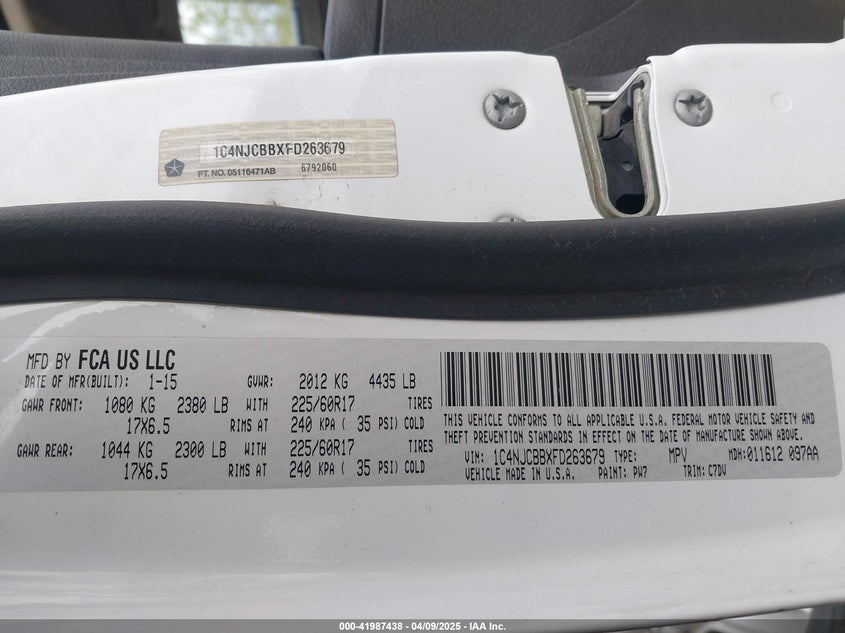 1C4NJCBBXFD263679
PT. NO. 05116471AB 6792060
MFD BY FCA US LLC
DATE OF MFR(BUILT): 1-15 GVWR: 2012 KG 4435 LB
GAWR FRONT: 1080 KG 2380 LB WITH 225/60R17 TIRES
17X6.5 RIMS AT 240 KPA ( 35 PSI) COLD
GAWR REAR: 1044 KG 2300 LB WITH 225/60R17 TIRES
17X6.5 RIMS AT 240 KPA ( 35 PSI) COLD
THIS VEHICLE CONFORMS TO ALL APPLICABLE U.S.A. FEDERAL MOTOR VEHICLE SAFETY AND
THEFT PREVENTION STANDARDS IN EFFECT ON THE DATE OF MANUFACTURE SHOWN ABOVE.
VIN: 1C4NJCBBXFD263679 TYPE: MPV MDH:011612 097AA
VEHICLE MADE IN U.S.A. PAINT: PW7 TRIM: C7DV
000-41987438 - 04/09/2025 - IAA Inc.